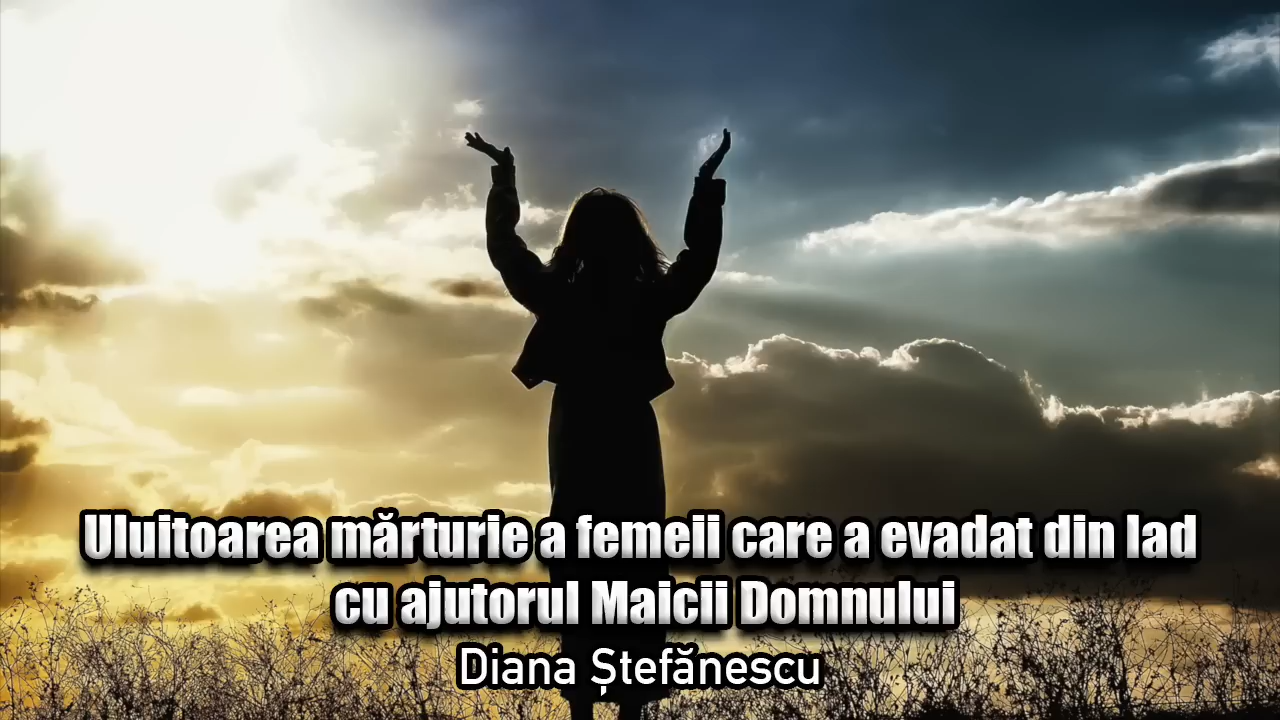 Uluitoarea mărturie a femeii care a evadat din Iad
cu ajutorul Maicii Domnului
Diana Ștefănescu